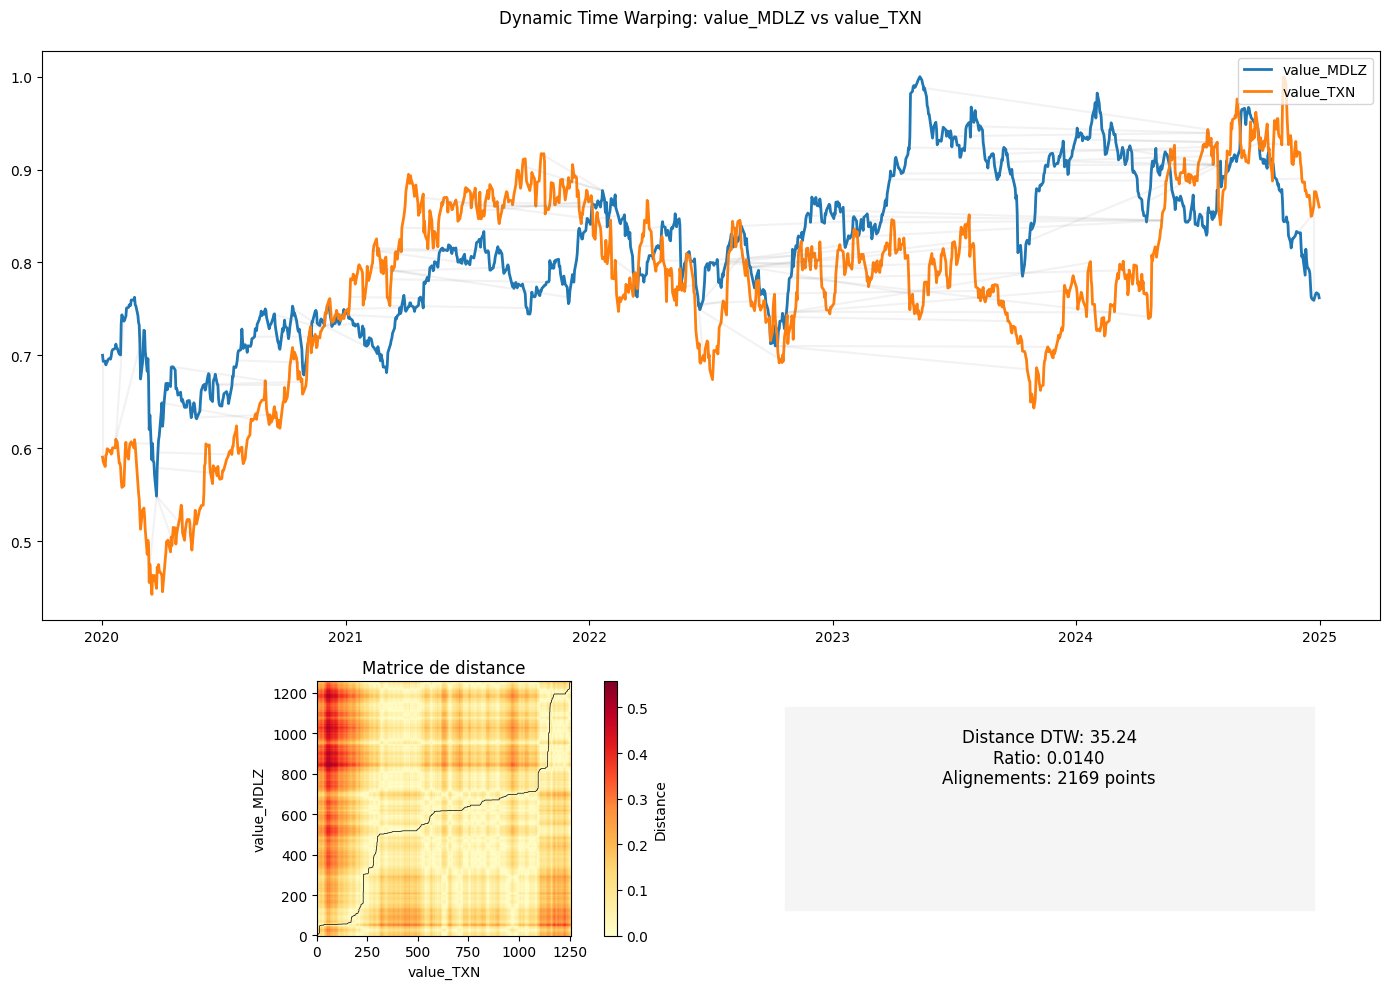 Dynamic Time Warping: value_MDLZ vs value_TXN
value_MDLZ
value_TXN
1.0
0.9
0.8
0.7
0.6
0.5
2020 2021 2022 2023 2024 2025
Matrice de distance
value_MDLZ
1200
1000
800
600
400
200
0
0 250 500 750 1000 1250
value_TXN
0.5
0.4
0.3
0.2
0.1
0.0
Distance
Distance DTW: 35.24
Ratio: 0.0140
Alignements: 2169 points